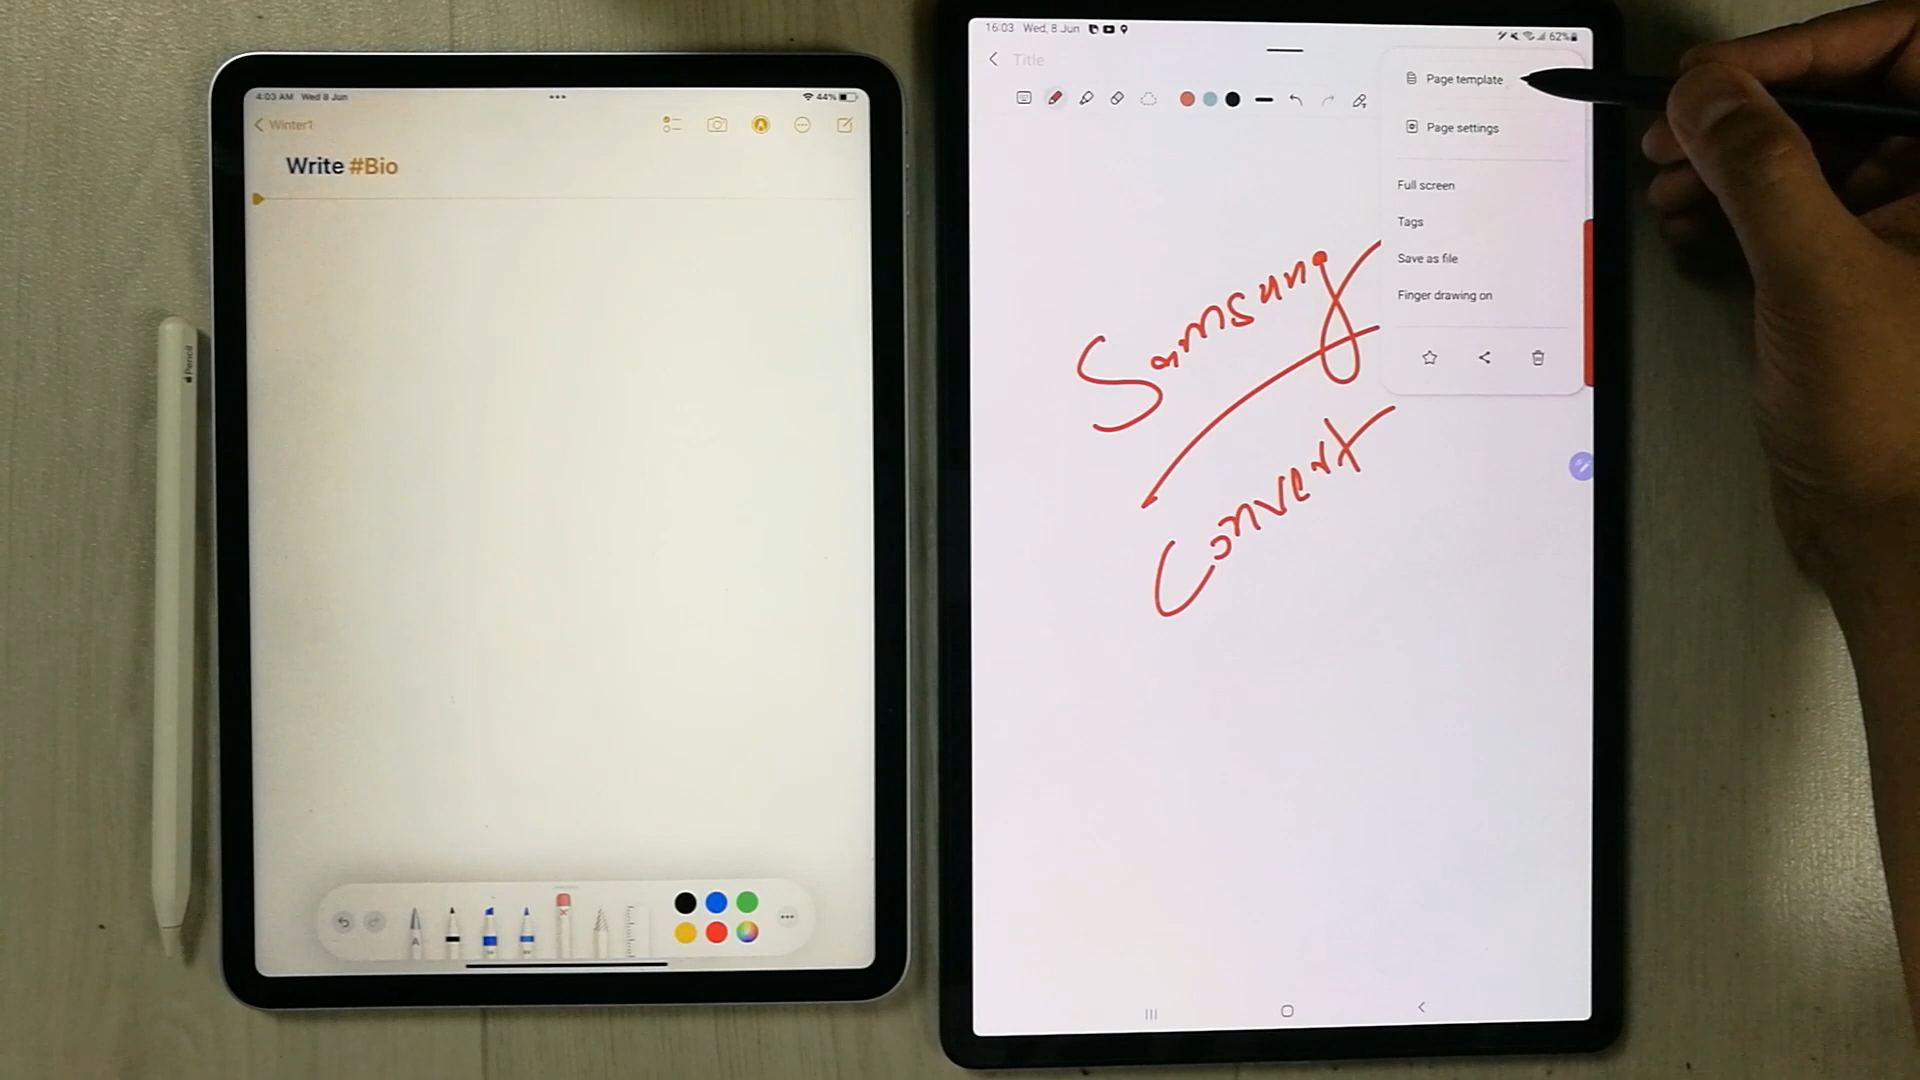 4:03 AM Wed 8 Jun
44%
Winter1
Write #Bio
A
Pencil
16:03 Wed, 8 Jun
62%
Title
Page template
Page settings
Full screen
Tags
Save as file
Finger drawing on
Samsung
Convert